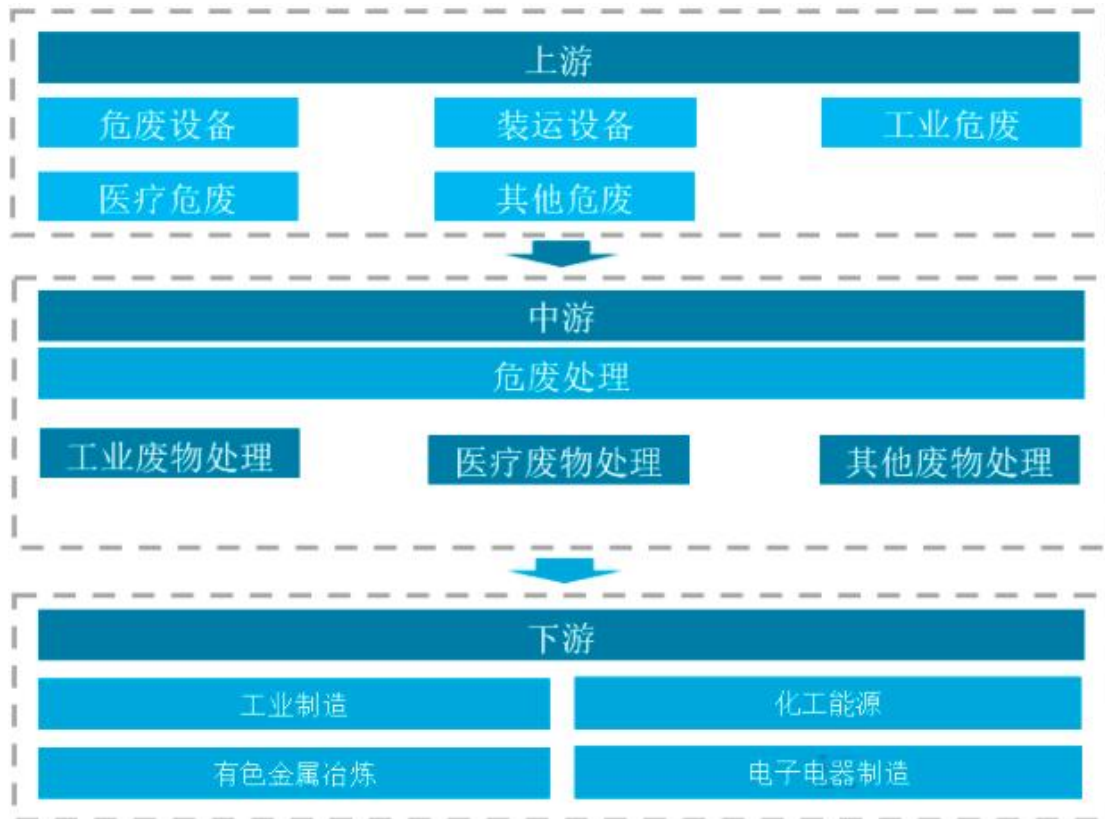 上游
危废设备 装运设备 工业危废
医疗危废 其他危废
中游
危废处理
工业废物处理 医疗废物处理 其他废物处理
下游
工业制造 化工能源
有色金属冶炼 电子电器制造